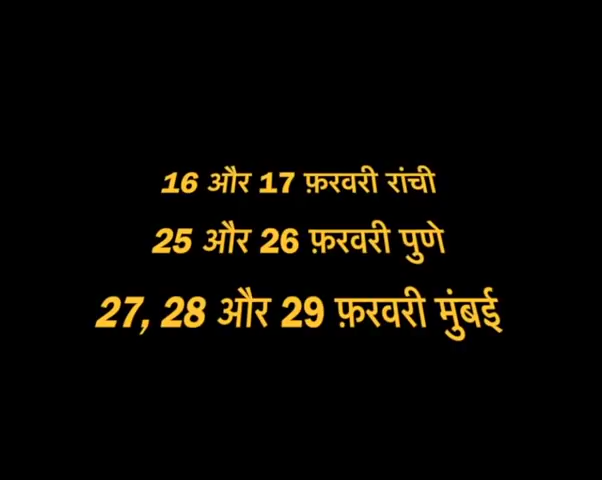 16 और 17 फ़रवरी रांची
25 और 26 फ़रवरी पुणे
27, 28 और 29 फ़रवरी मुंबई